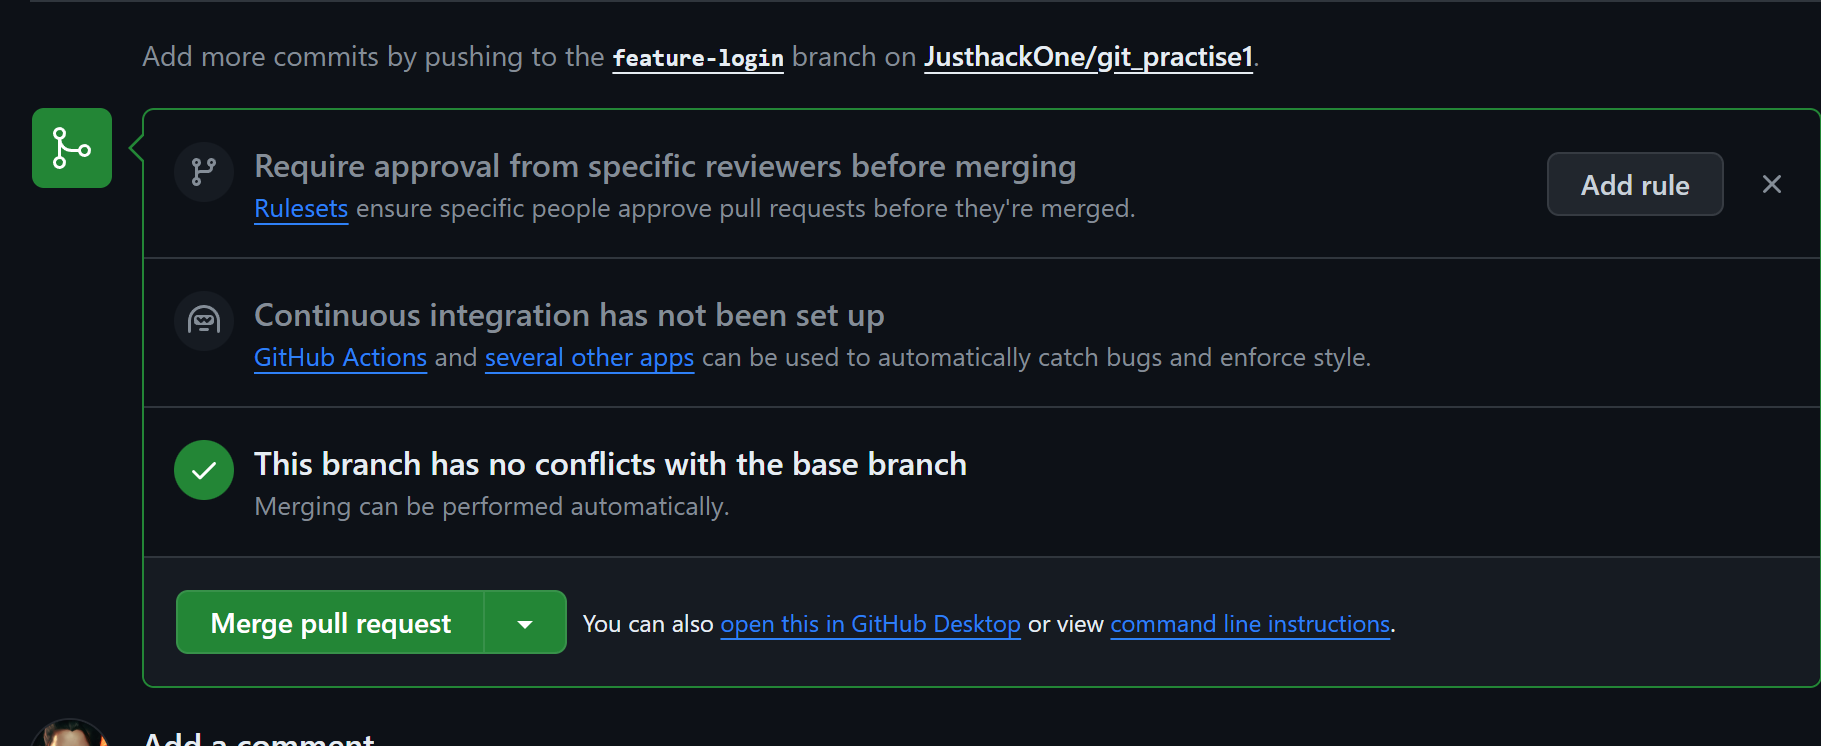 Add more commits by pushing to the feature-login branch on JusthackOne/git_practise1.
Require approval from specific reviewers before merging
Rulesets ensure specific people approve pull requests before they're merged.
Add rule
Continuous integration has not been set up
GitHub Actions and several other apps can be used to automatically catch bugs and enforce style.
This branch has no conflicts with the base branch
Merging can be performed automatically.
Merge pull request
You can also open this in GitHub Desktop or view command line instructions.
Add a comment